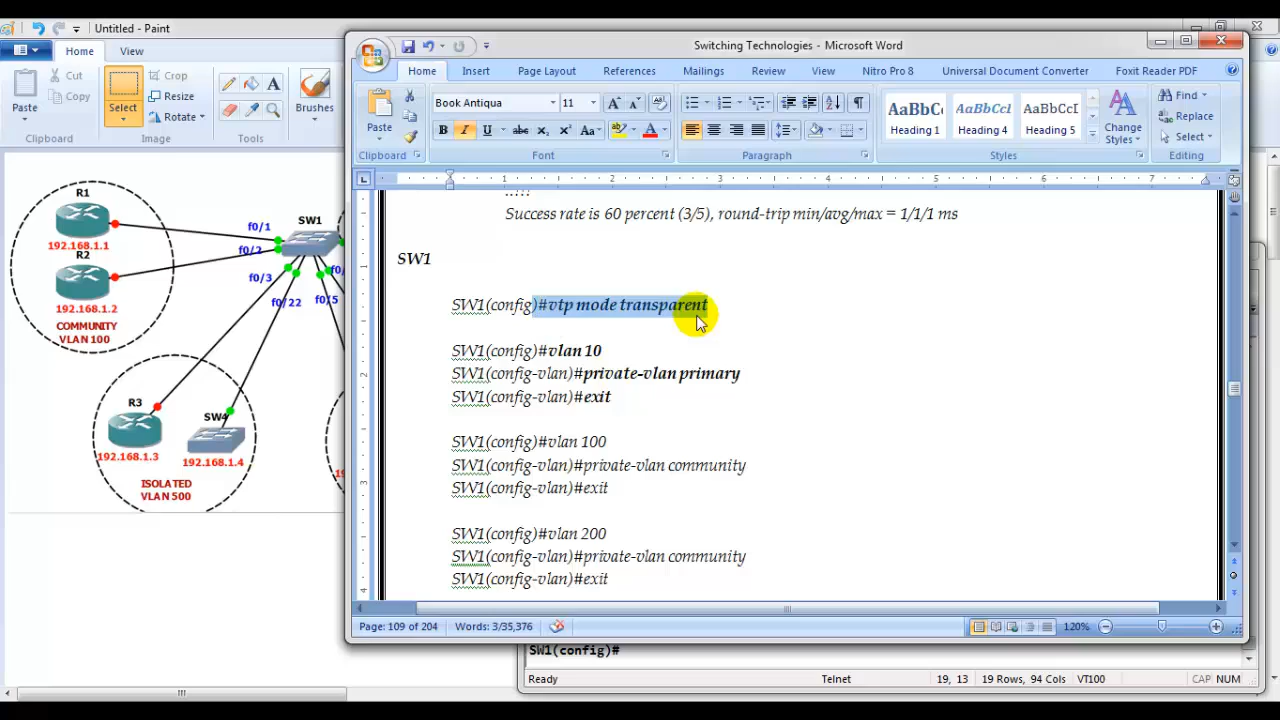 Untitled - Paint
Home
View
Paste
Cut
Copy
Clipboard
Select
Crop
Resize
Rotate
Image
Tools
Brushes
R1
192.168.1.1
R2
192.168.1.2
COMMUNITY
VLAN 100
SW1
f0/1
f0/2
f0/3
f0/22
f0/5
R3
192.168.1.3
SW4
192.168.1.4
ISOLATED
VLAN 500
Switching Technologies - Microsoft Word
Home Insert Page Layout References Mailings Review View Nitro Pro 8 Universal Document Converter Foxit Reader PDF
Paste
Clipboard
Book Antiqua 11
Font
Paragraph
AaBbCc AaBbCcI AaBbCcI
Heading 1 Heading 4 Heading 5
Change Styles
Styles
Find
Replace
Select
Editing
1 2 3 4 5 6 7
Success rate is 60 percent (3/5), round-trip min/avg/max = 1/1/1 ms
SW1
SW1(config)#vtp mode transparent
SW1(config)#vlan 10
SW1(config-vlan)#private-vlan primary
SW1(config-vlan)#exit
SW1(config)#vlan 100
SW1(config-vlan)#private-vlan community
SW1(config-vlan)#exit
SW1(config)#vlan 200
SW1(config-vlan)#private-vlan community
SW1(config-vlan)#exit
Page: 109 of 204 Words: 3/35,376 120%
SW1(config)#
Ready Telnet 19, 13 19 Rows, 94 Cols VT100 CAP NUM